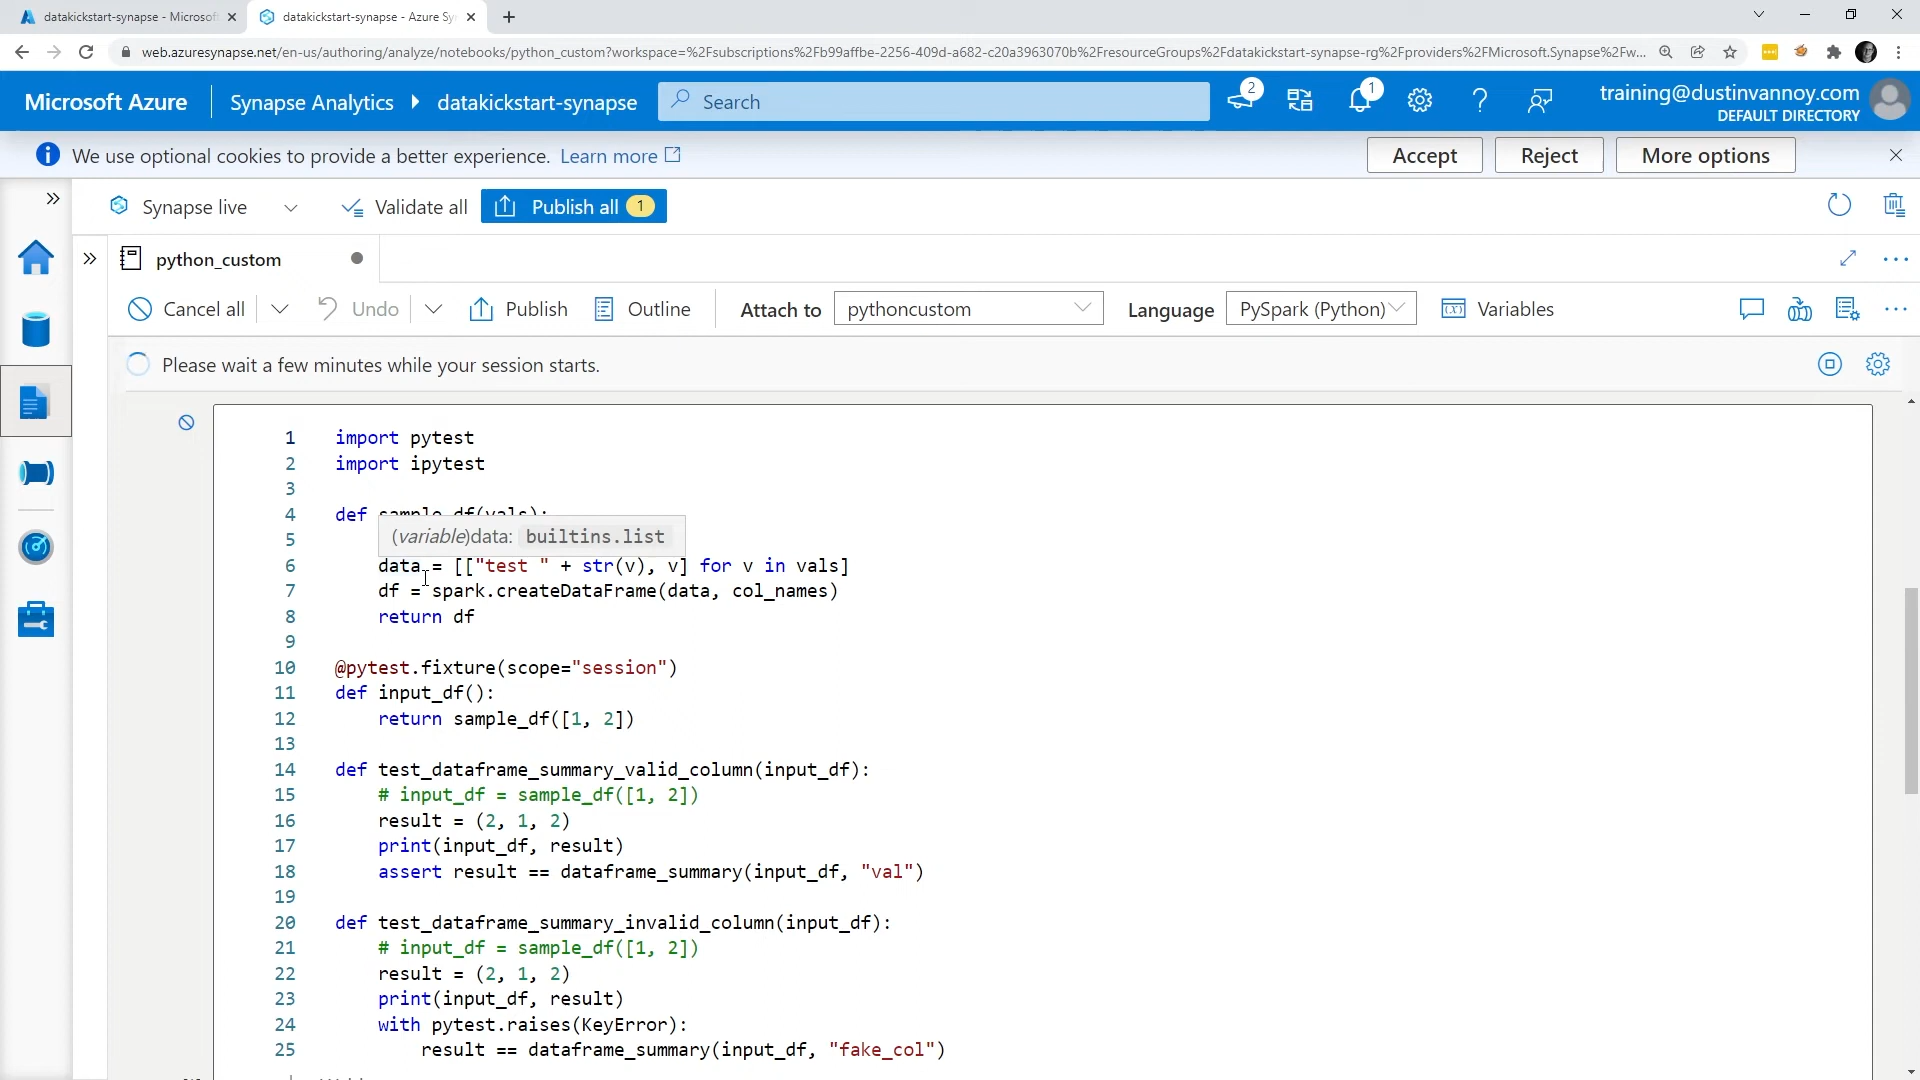 datakickstart-synapse - Microsof
datakickstart-synapse - Azure Sy
web.azuresynapse.net/en-us/authoring/analyze/notebooks/python_custom?workspace=%2Fsubscriptions%2Fb99affbe-2256-409d-a682-c20a3963070b%2FresourceGroups%2Fdatakickstart-synapse-rg%2Fproviders%2FMicrosoft.Synapse%2Fw...
Microsoft Azure
Synapse Analytics
datakickstart-synapse
Search
2
1
training@dustinvannoy.com
DEFAULT DIRECTORY
We use optional cookies to provide a better experience. Learn more
Accept
Reject
More options
Synapse live
Validate all
Publish all 1
python_custom
Cancel all
Undo
Publish
Outline
Attach to
pythoncustom
Language
PySpark (Python)
Variables
Please wait a few minutes while your session starts.
1 import pytest
2 import ipytest
3
4 def sample_df(vals):
5
(variable)data: builtins.list
6 data = [["test " + str(v), v] for v in vals]
7 df = spark.createDataFrame(data, col_names)
8 return df
9
10 @pytest.fixture(scope="session")
11 def input_df():
12 return sample_df([1, 2])
13
14 def test_dataframe_summary_valid_column(input_df):
15 # input_df = sample_df([1, 2])
16 result = (2, 1, 2)
17 print(input_df, result)
18 assert result == dataframe_summary(input_df, "val")
19
20 def test_dataframe_summary_invalid_column(input_df):
21 # input_df = sample_df([1, 2])
22 result = (2, 1, 2)
23 print(input_df, result)
24 with pytest.raises(KeyError):
25 result == dataframe_summary(input_df, "fake_col")